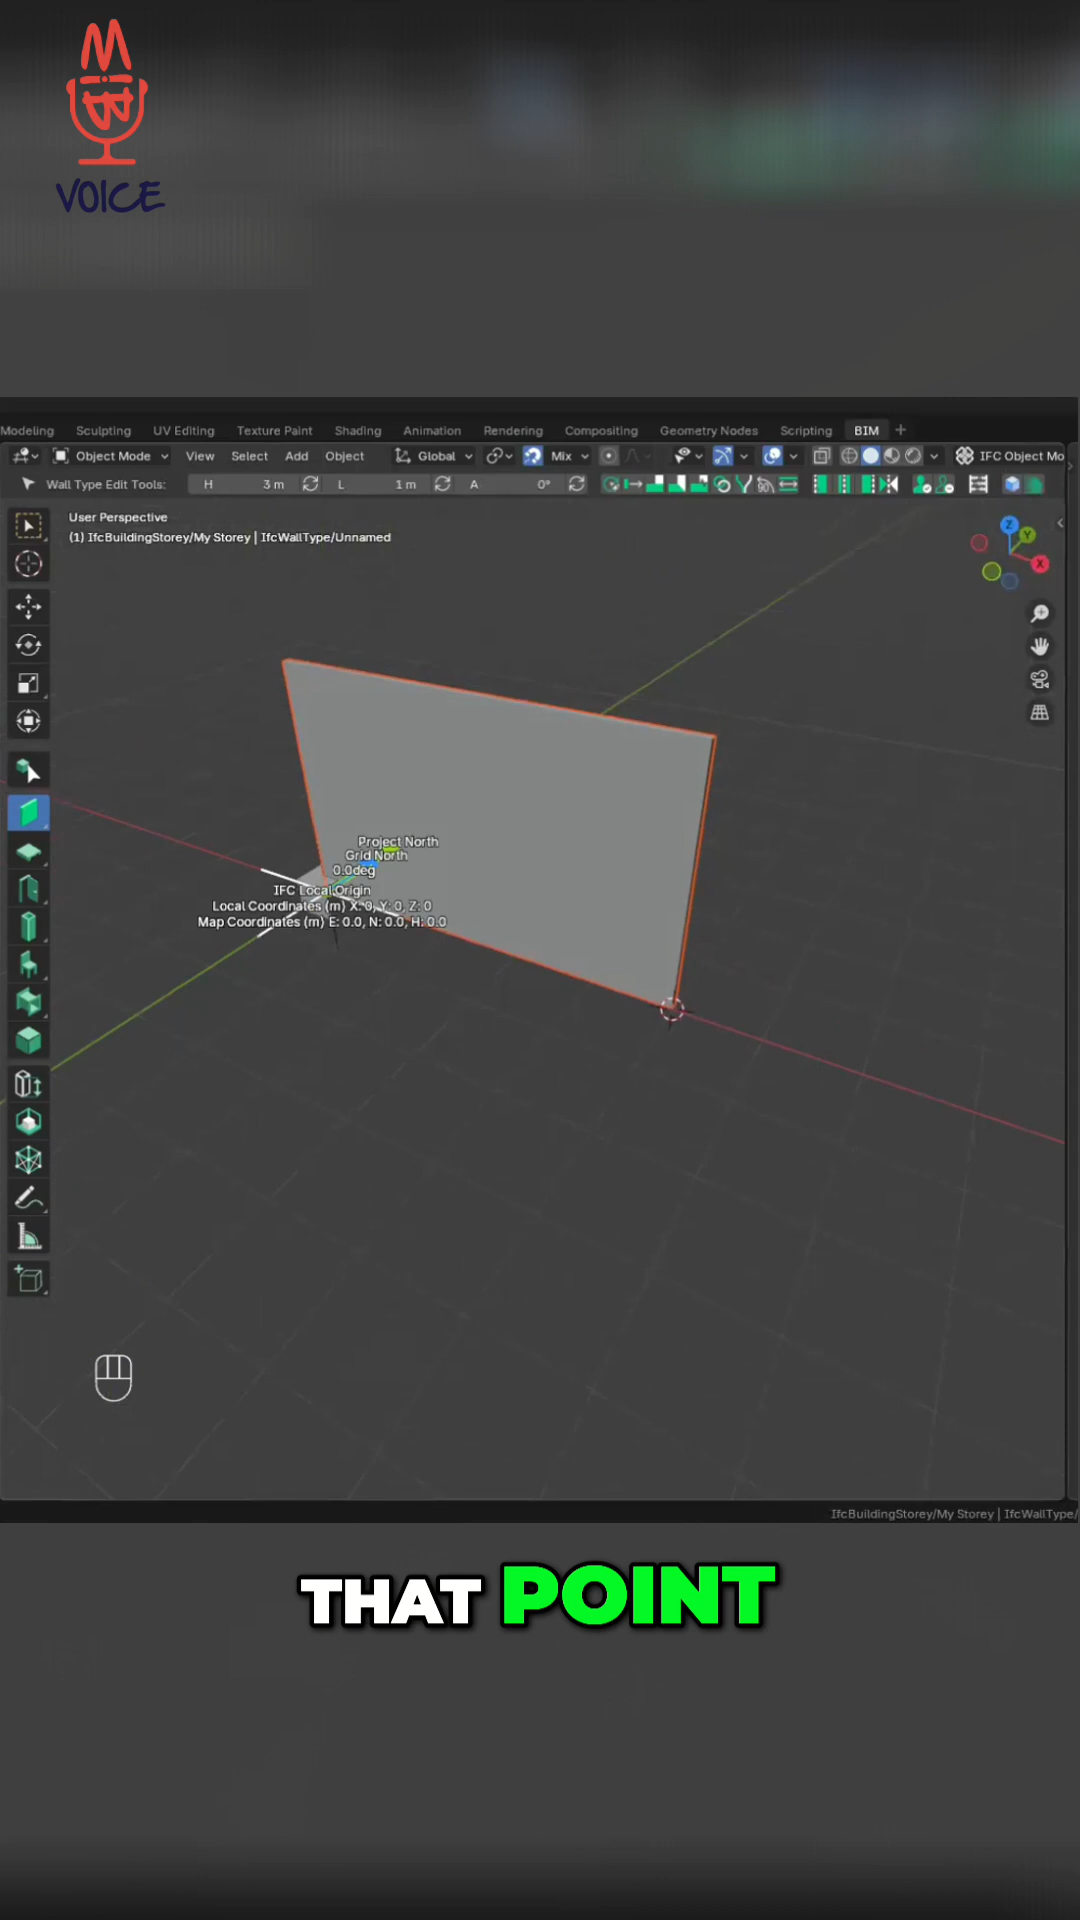 VOICE
Modeling Sculpting UV Editing Texture Paint Shading Animation Rendering Compositing Geometry Nodes Scripting BIM +
Object Mode View Select Add Object Global Mix IFC Object Mo
Wall Type Edit Tools: H 3 m L 1 m A 0°
User Perspective
(1) IfcBuildingStorey/My Storey | IfcWallType/Unnamed
Z
Y
X
Project North
Grid North
0.0deg
IFC Local Origin
Local Coordinates (m) X: 0, Y: 0, Z: 0
Map Coordinates (m) E: 0.0, N: 0.0, H: 0.0
IfcBuildingStorey/My Storey | IfcWallType/
THAT POINT